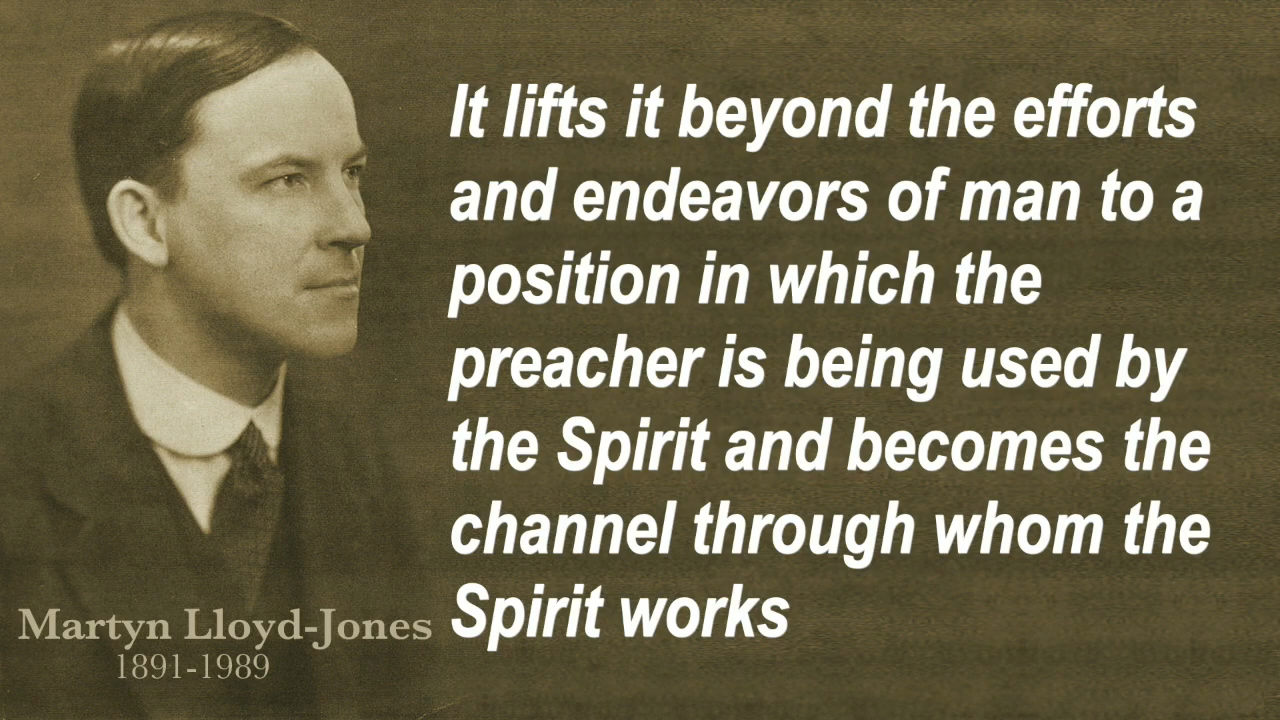 It lifts it beyond the efforts
and endeavors of man to a
position in which the
preacher is being used by
the Spirit and becomes the
channel through whom the
Spirit works
Martyn Lloyd-Jones
1891-1989